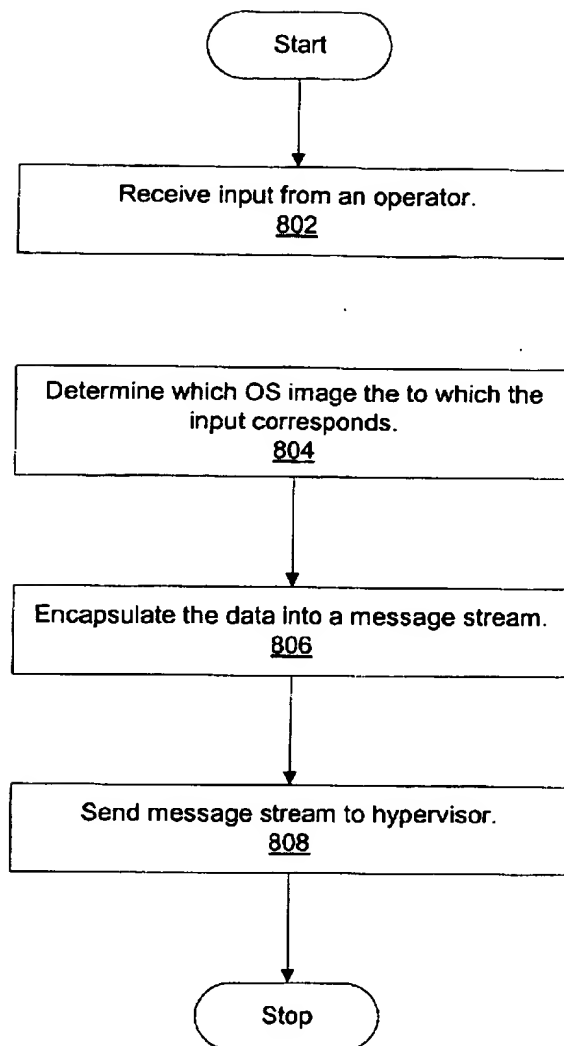 Start
Receive input from an operator.
802
Determine which OS image the to which the
input corresponds.
804
Encapsulate the data into a message stream.
806
Send message stream to hypervisor.
808
Stop